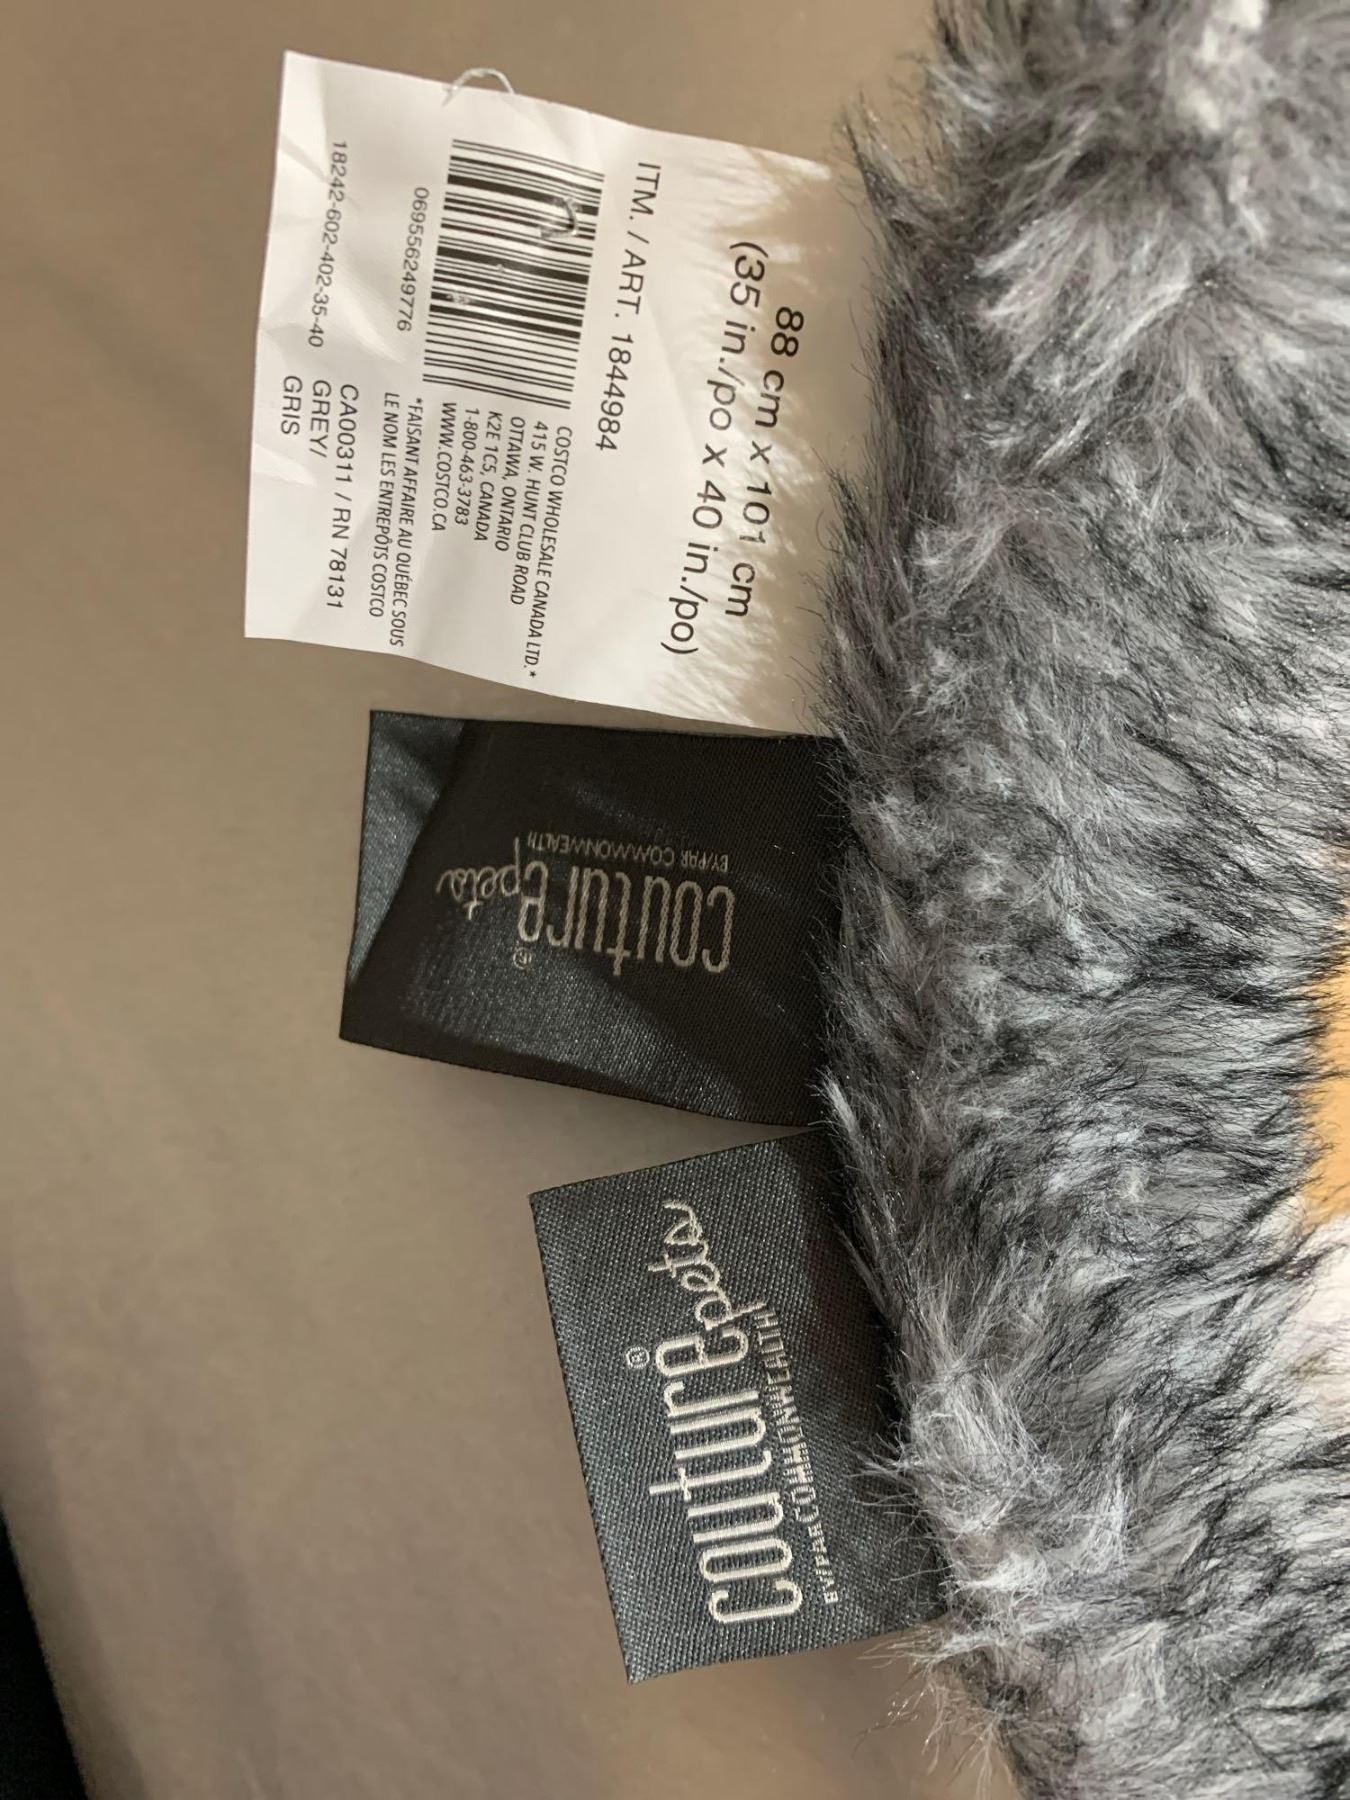 88 cm x 101 cm
(35 in./po x 40 in./po)
ITM. / ART. 1844984
COSTCO WHOLESALE CANADA LTD.*
415 W. HUNT CLUB ROAD
OTTAWA, ONTARIO
K2E 1C5, CANADA
1-800-463-3783
WWW.COSTCO.CA
*FAISANT AFFAIRE AU QUÉBEC SOUS
LE NOM LES ENTREPÔTS COSTCO
069556249776
18242-602-402-35-40
CA00311 / RN 78131
GREY/
GRIS
couture®
pets
BY/PAR COMMONWEALTH
couture®
pets
BY/PAR COMMONWEALTH